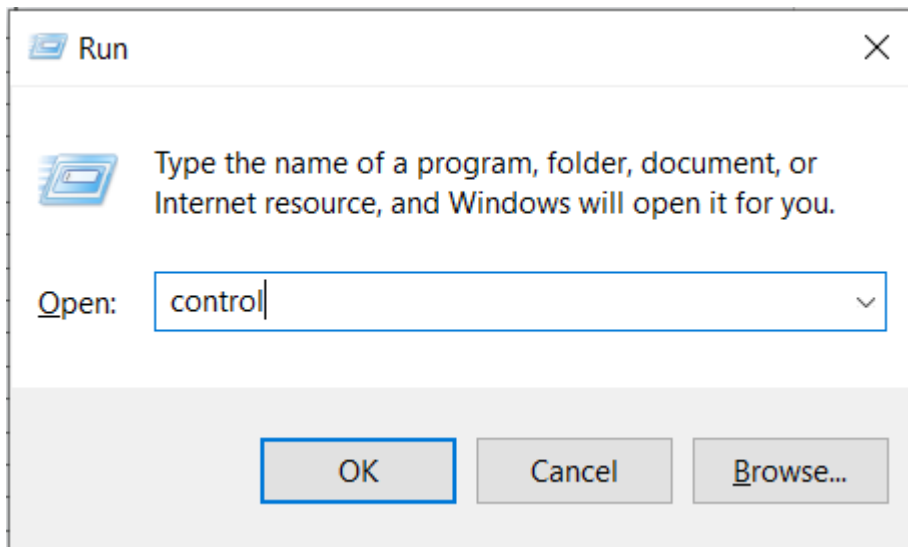 Run
Type the name of a program, folder, document, or
Internet resource, and Windows will open it for you.
Open: control
OK Cancel Browse...